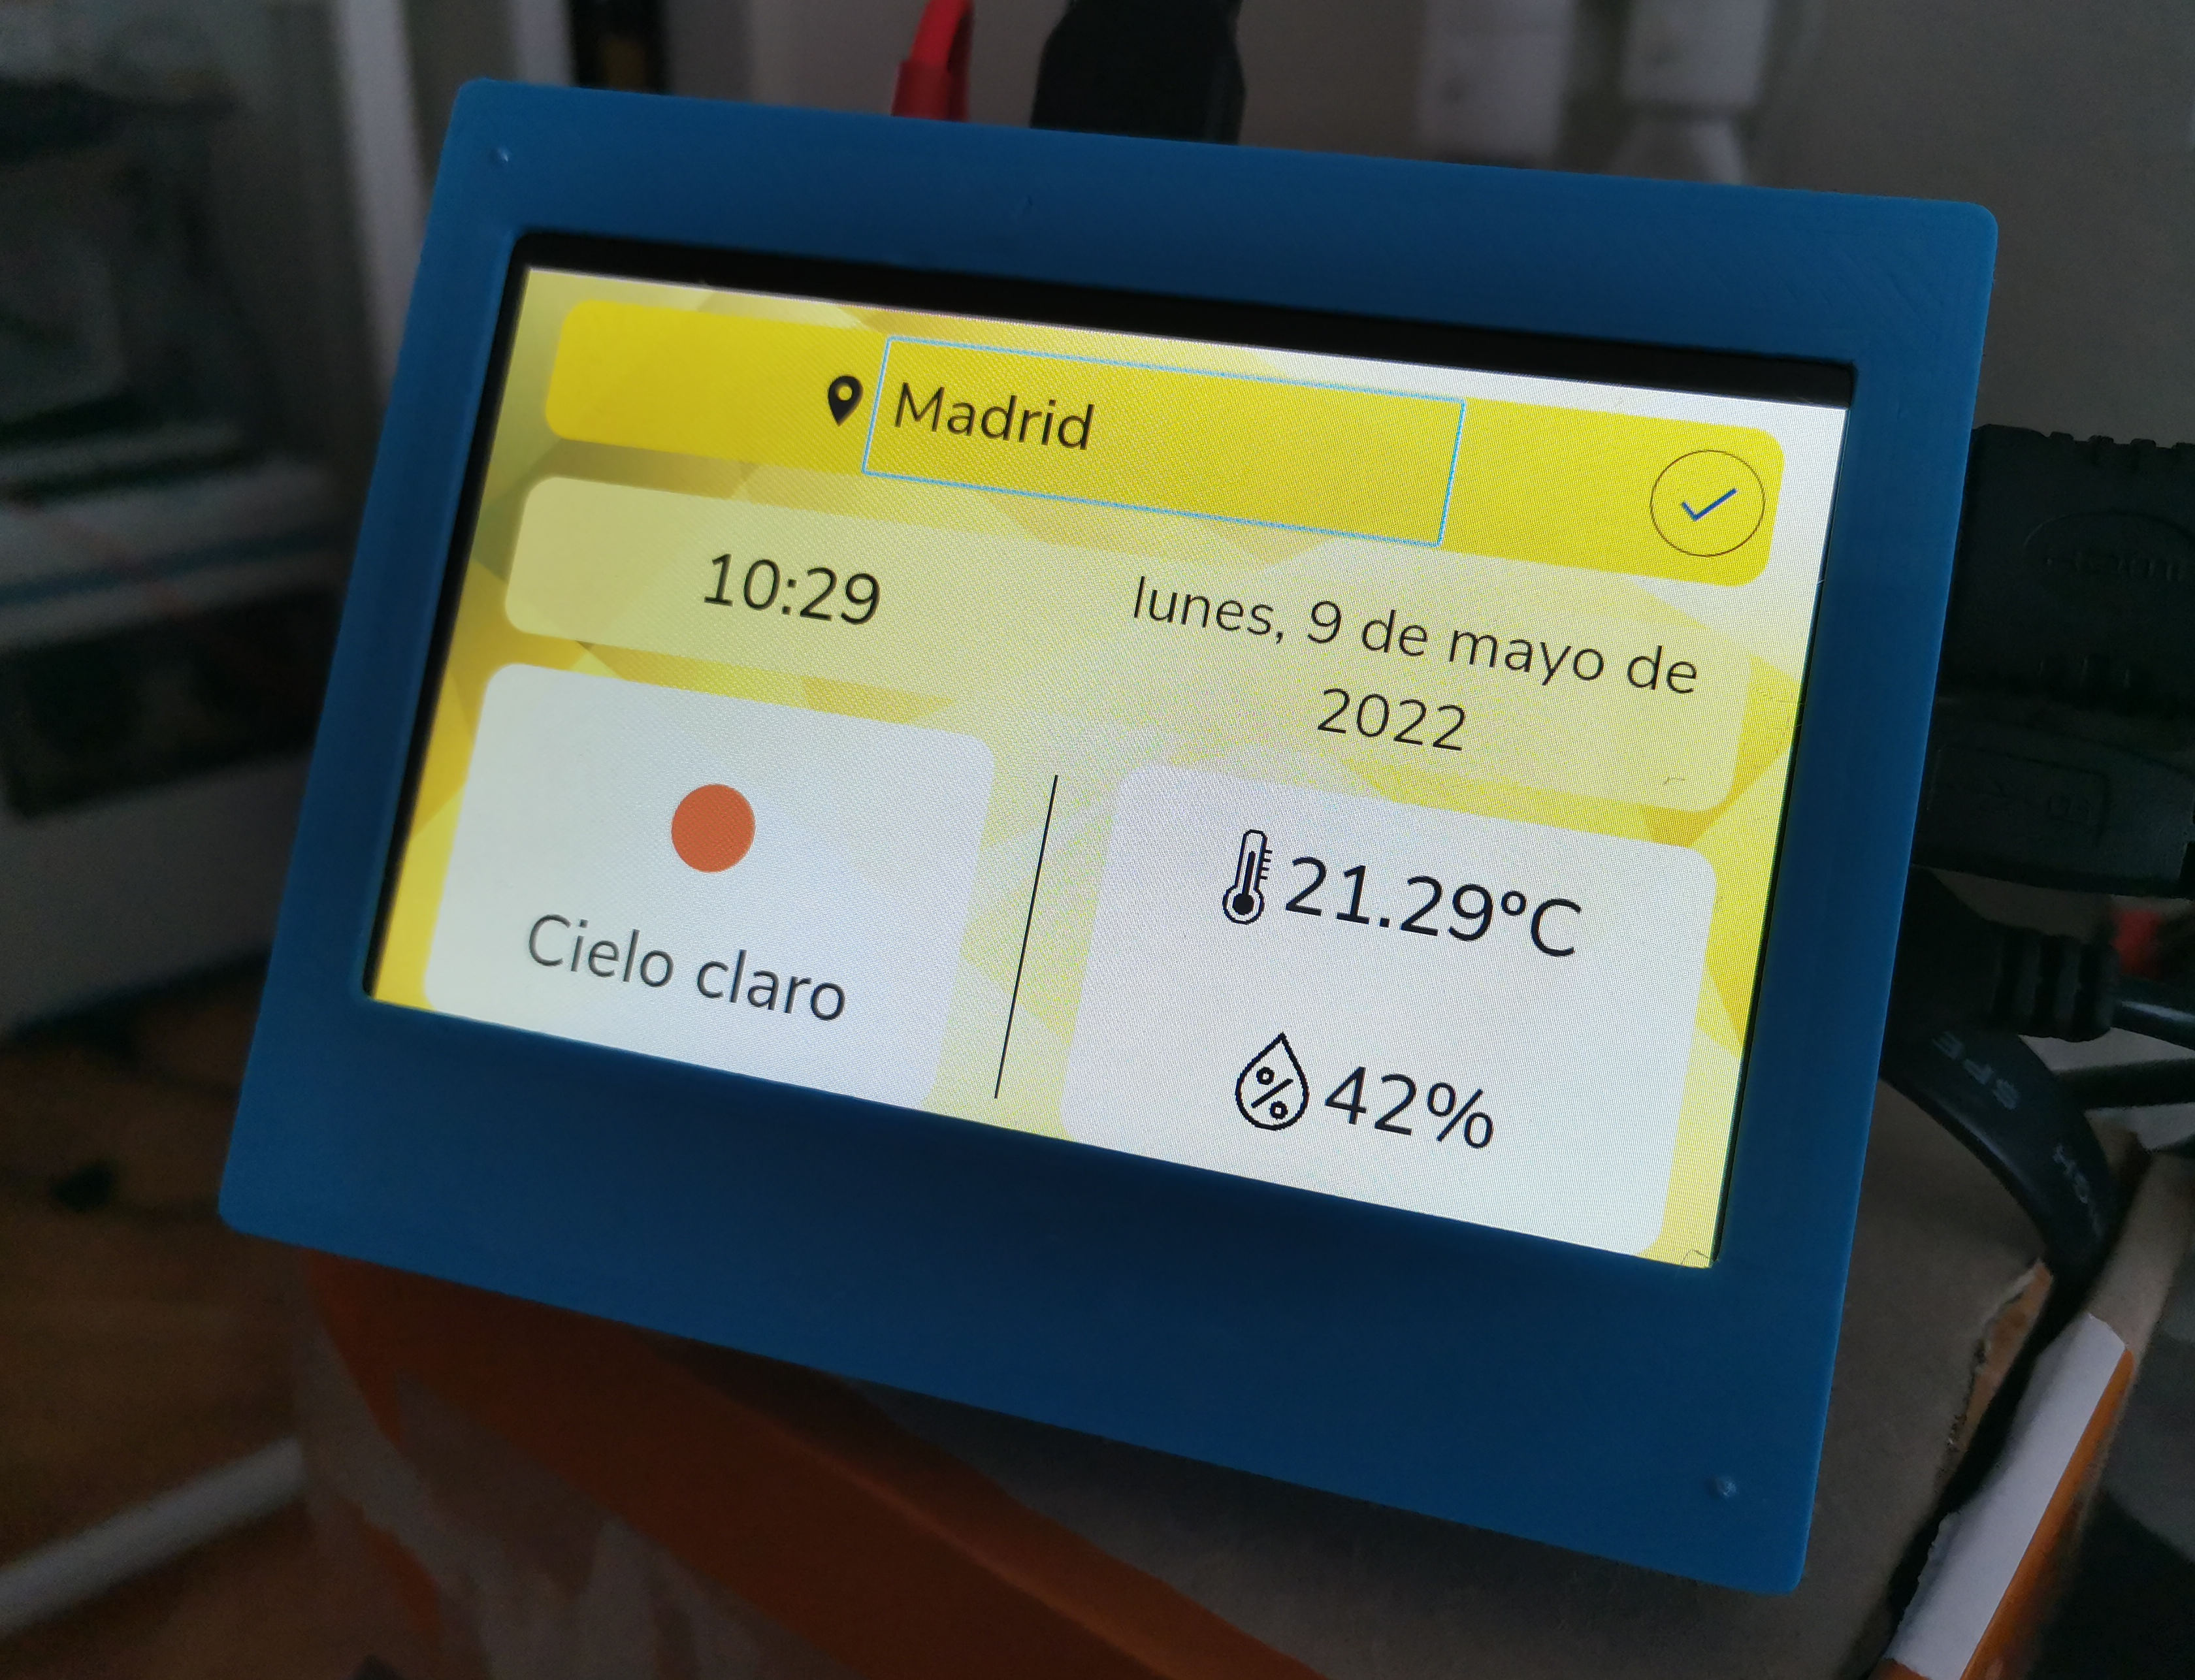 Madrid
10:29
lunes, 9 de mayo de
2022
Cielo claro
21.29°C
42%